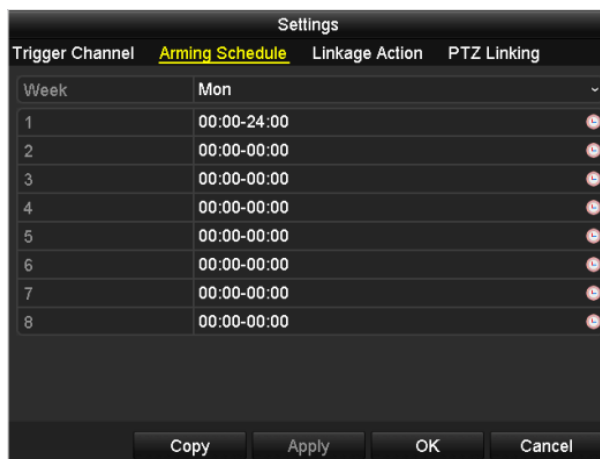 Settings
Trigger Channel Arming Schedule Linkage Action PTZ Linking
Week Mon
1 00:00-24:00
2 00:00-00:00
3 00:00-00:00
4 00:00-00:00
5 00:00-00:00
6 00:00-00:00
7 00:00-00:00
8 00:00-00:00
Copy Apply OK Cancel